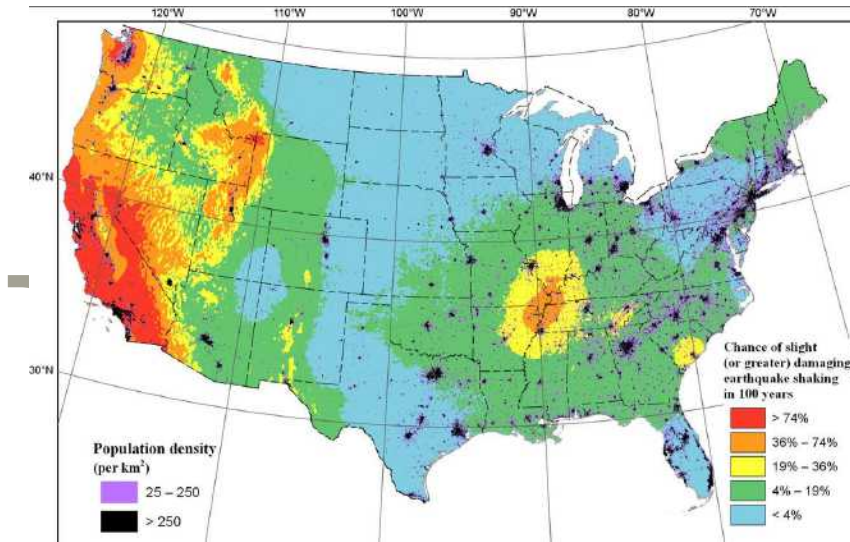 120°W
110°W
100°W
90°W
80°W
70°W
40°N
30°N
Population density
(per km²)
25 – 250
> 250
Chance of slight
(or greater) damaging
earthquake shaking
in 100 years
> 74%
36% – 74%
19% – 36%
4% – 19%
< 4%